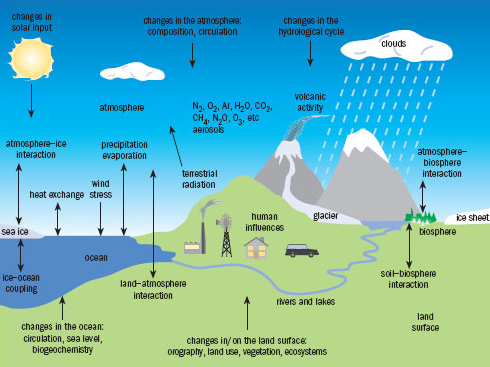 changes in
solar input
changes in the atmosphere:
composition, circulation
changes in the
hydrological cycle
clouds
atmosphere
N₂, O₂, Ar, H₂O, CO₂,
CH₄, N₂O, O₃, etc
aerosols
volcanic
activity
atmosphere–ice
interaction
precipitation
evaporation
terrestrial
radiation
atmosphere–
biosphere
interaction
heat exchange
wind
stress
sea ice
human
influences
glacier
ice sheet
biosphere
ocean
ice–ocean
coupling
land–atmosphere
interaction
soil–biosphere
interaction
rivers and lakes
land
surface
changes in the ocean:
circulation, sea level,
biogeochemistry
changes in/on the land surface:
orography, land use, vegetation, ecosystems